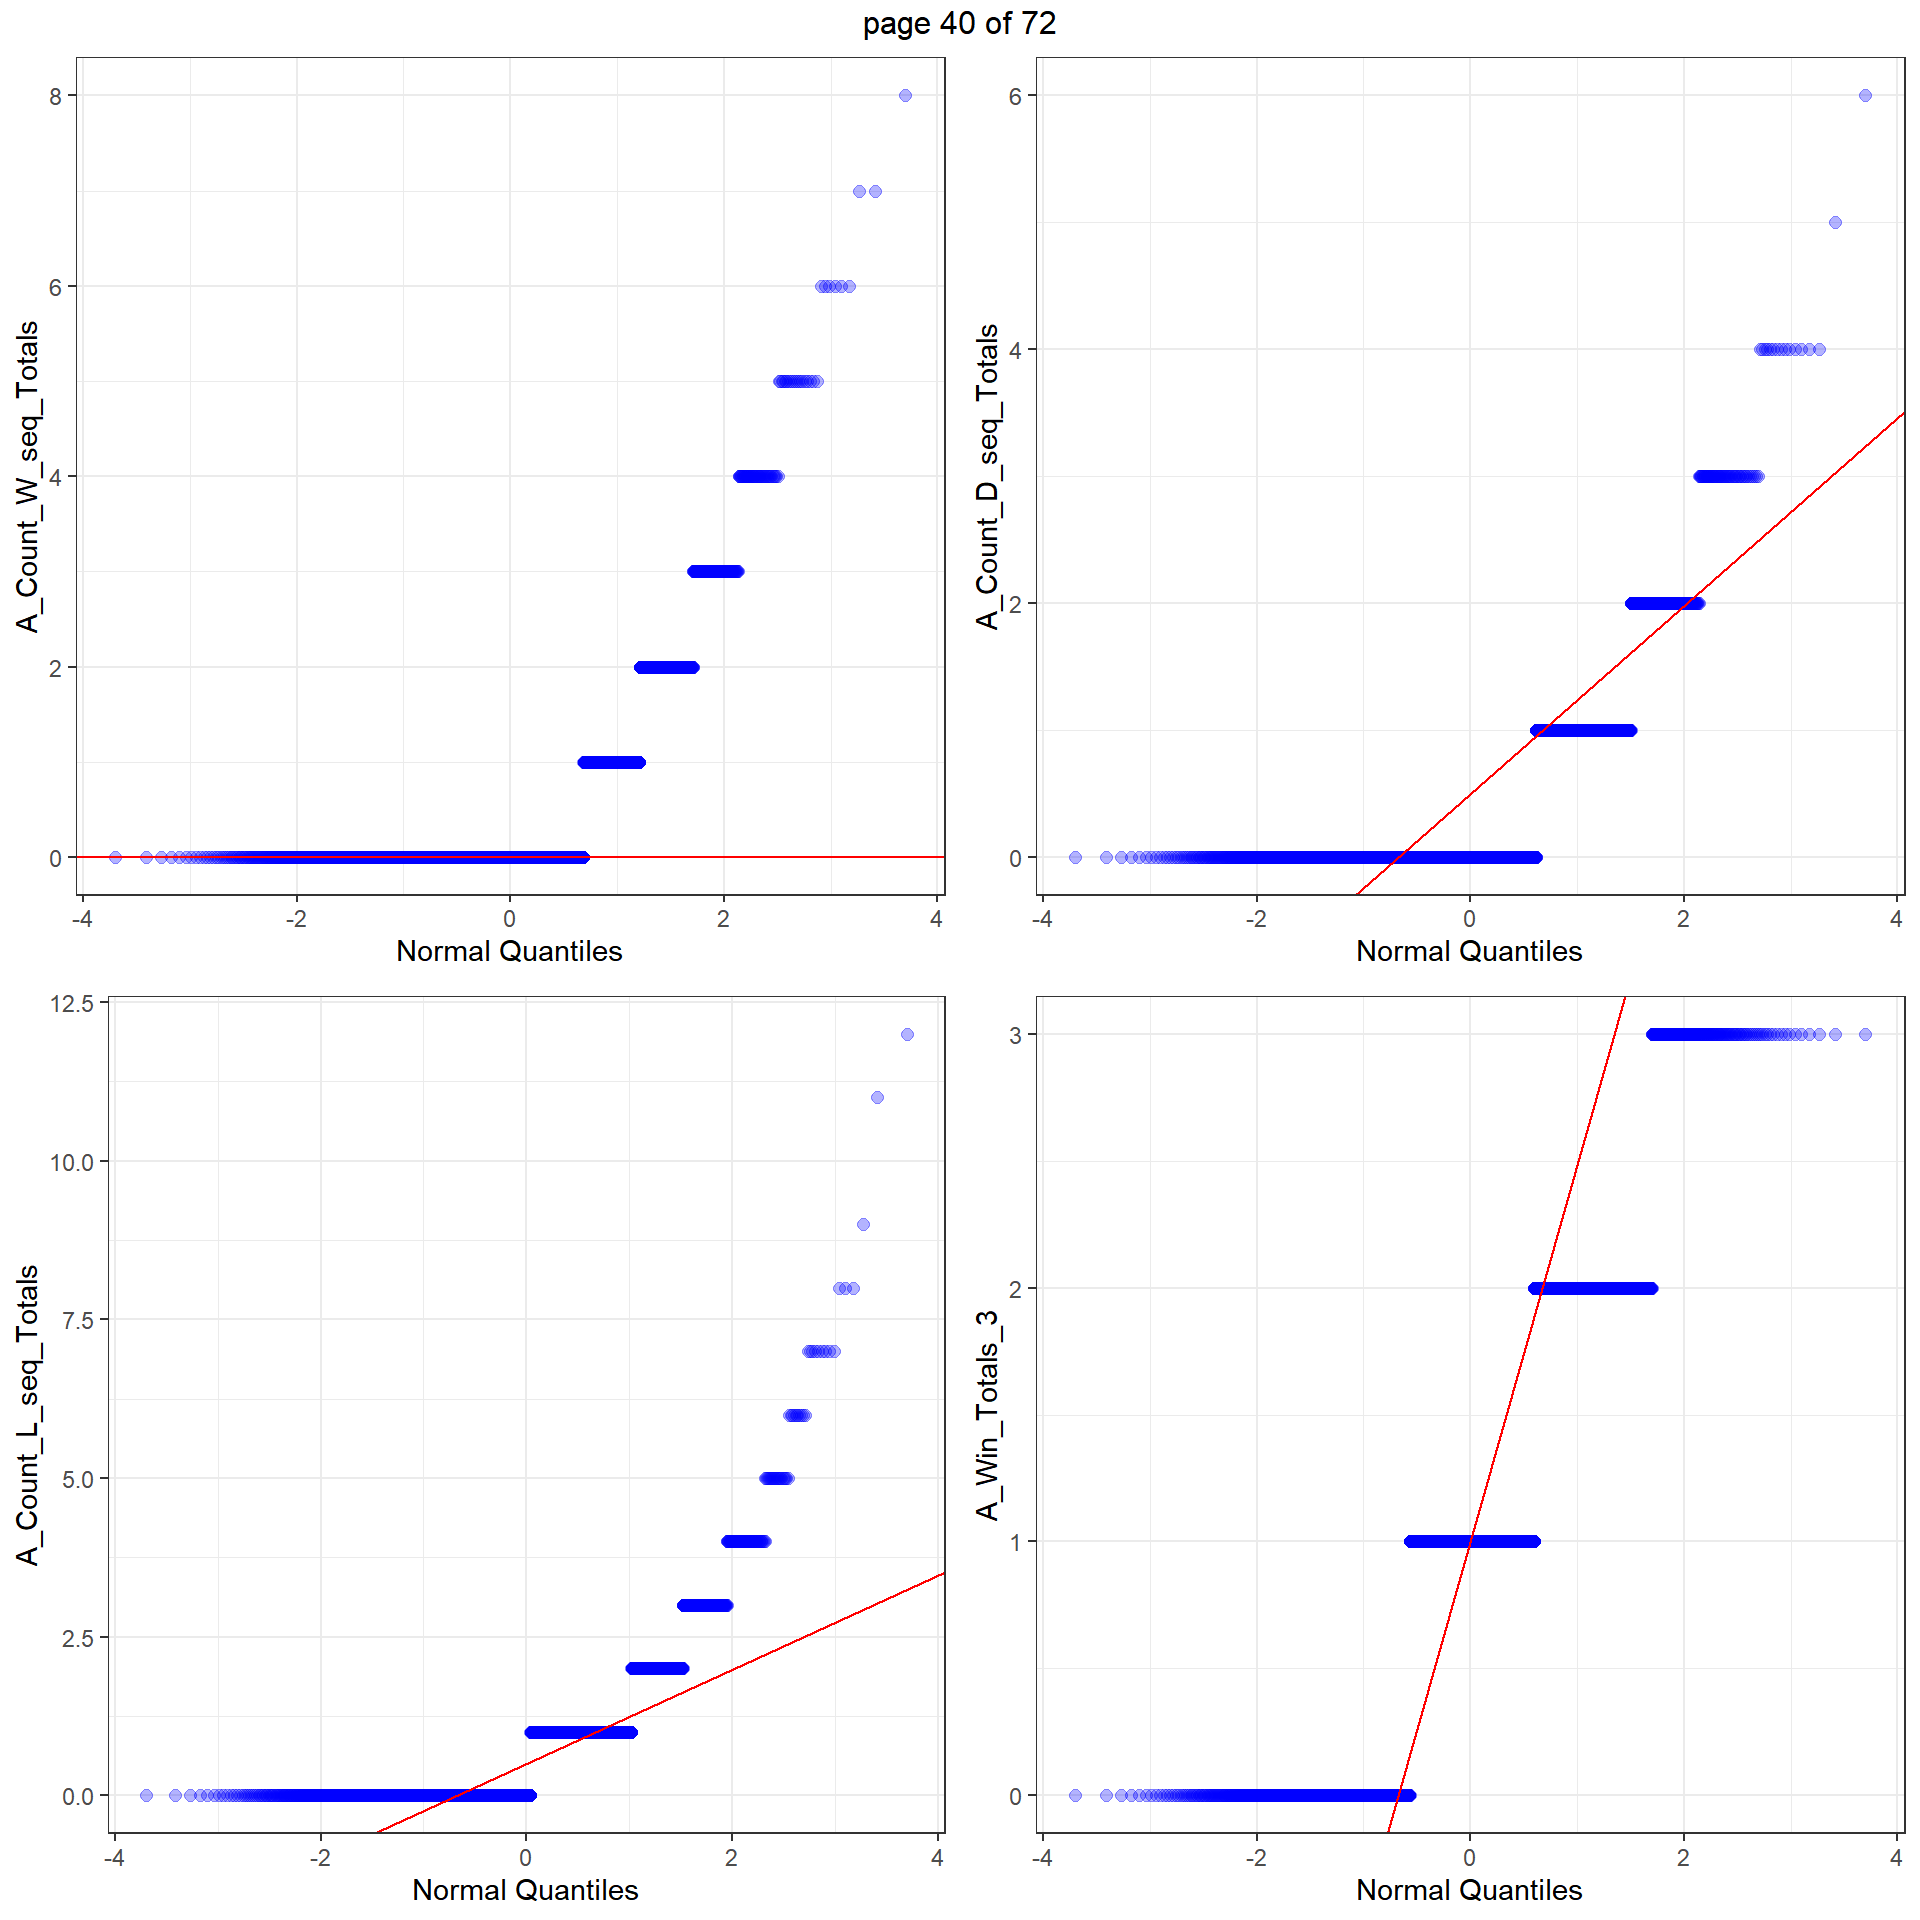 page 40 of 72
8
6
4
2
0
A_Count_W_seq_Totals
-4 -2 0 2 4
Normal Quantiles
6
4
2
0
A_Count_D_seq_Totals
-4 -2 0 2 4
Normal Quantiles
12.5
10.0
7.5
5.0
2.5
0.0
A_Count_L_seq_Totals
-4 -2 0 2 4
Normal Quantiles
3
2
1
0
A_Win_Totals_3
-4 -2 0 2 4
Normal Quantiles